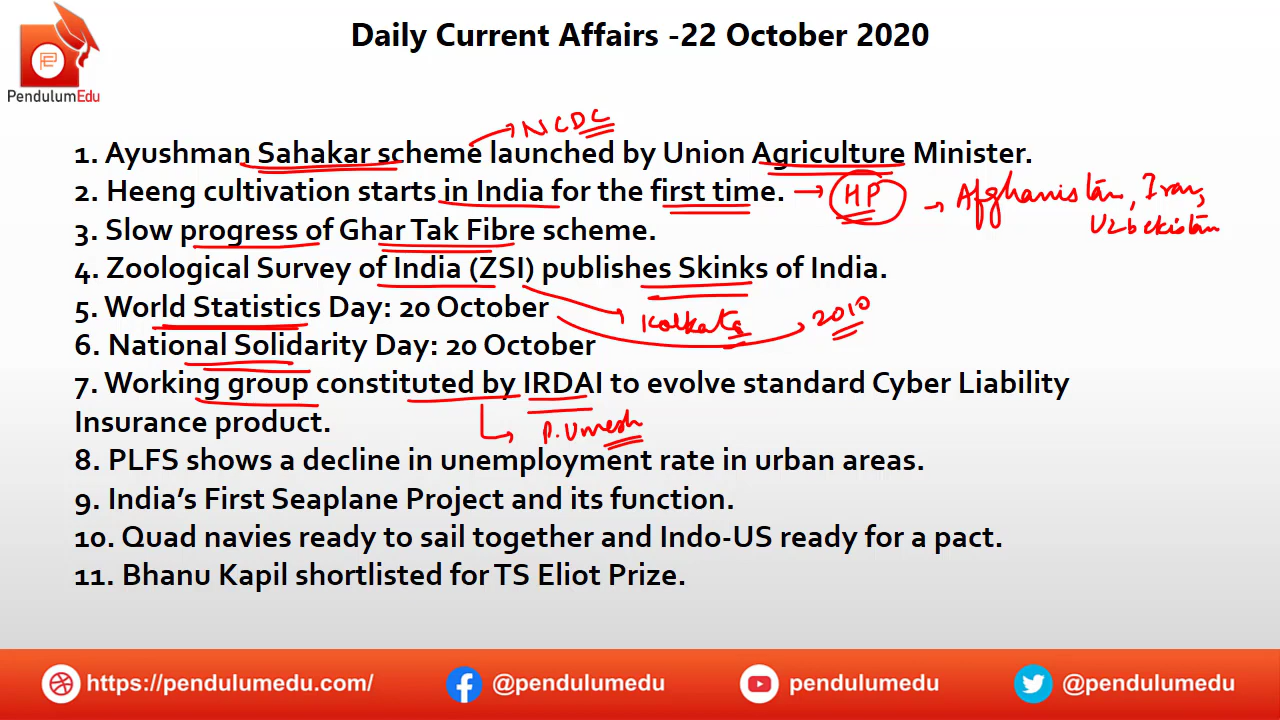 Daily Current Affairs -22 October 2020
PE
PendulumEdu
NCDC
1. Ayushman Sahakar scheme launched by Union Agriculture Minister.
2. Heeng cultivation starts in India for the first time. → HP → Afghanistan, Iran,
Uzbekistan
3. Slow progress of Ghar Tak Fibre scheme.
4. Zoological Survey of India (ZSI) publishes Skinks of India.
5. World Statistics Day: 20 October
Kolkata
2010
6. National Solidarity Day: 20 October
7. Working group constituted by IRDAI to evolve standard Cyber Liability
Insurance product.
P. Umesh
8. PLFS shows a decline in unemployment rate in urban areas.
9. India’s First Seaplane Project and its function.
10. Quad navies ready to sail together and Indo-US ready for a pact.
11. Bhanu Kapil shortlisted for TS Eliot Prize.
https://pendulumedu.com/ @pendulumedu pendulumedu @pendulumedu